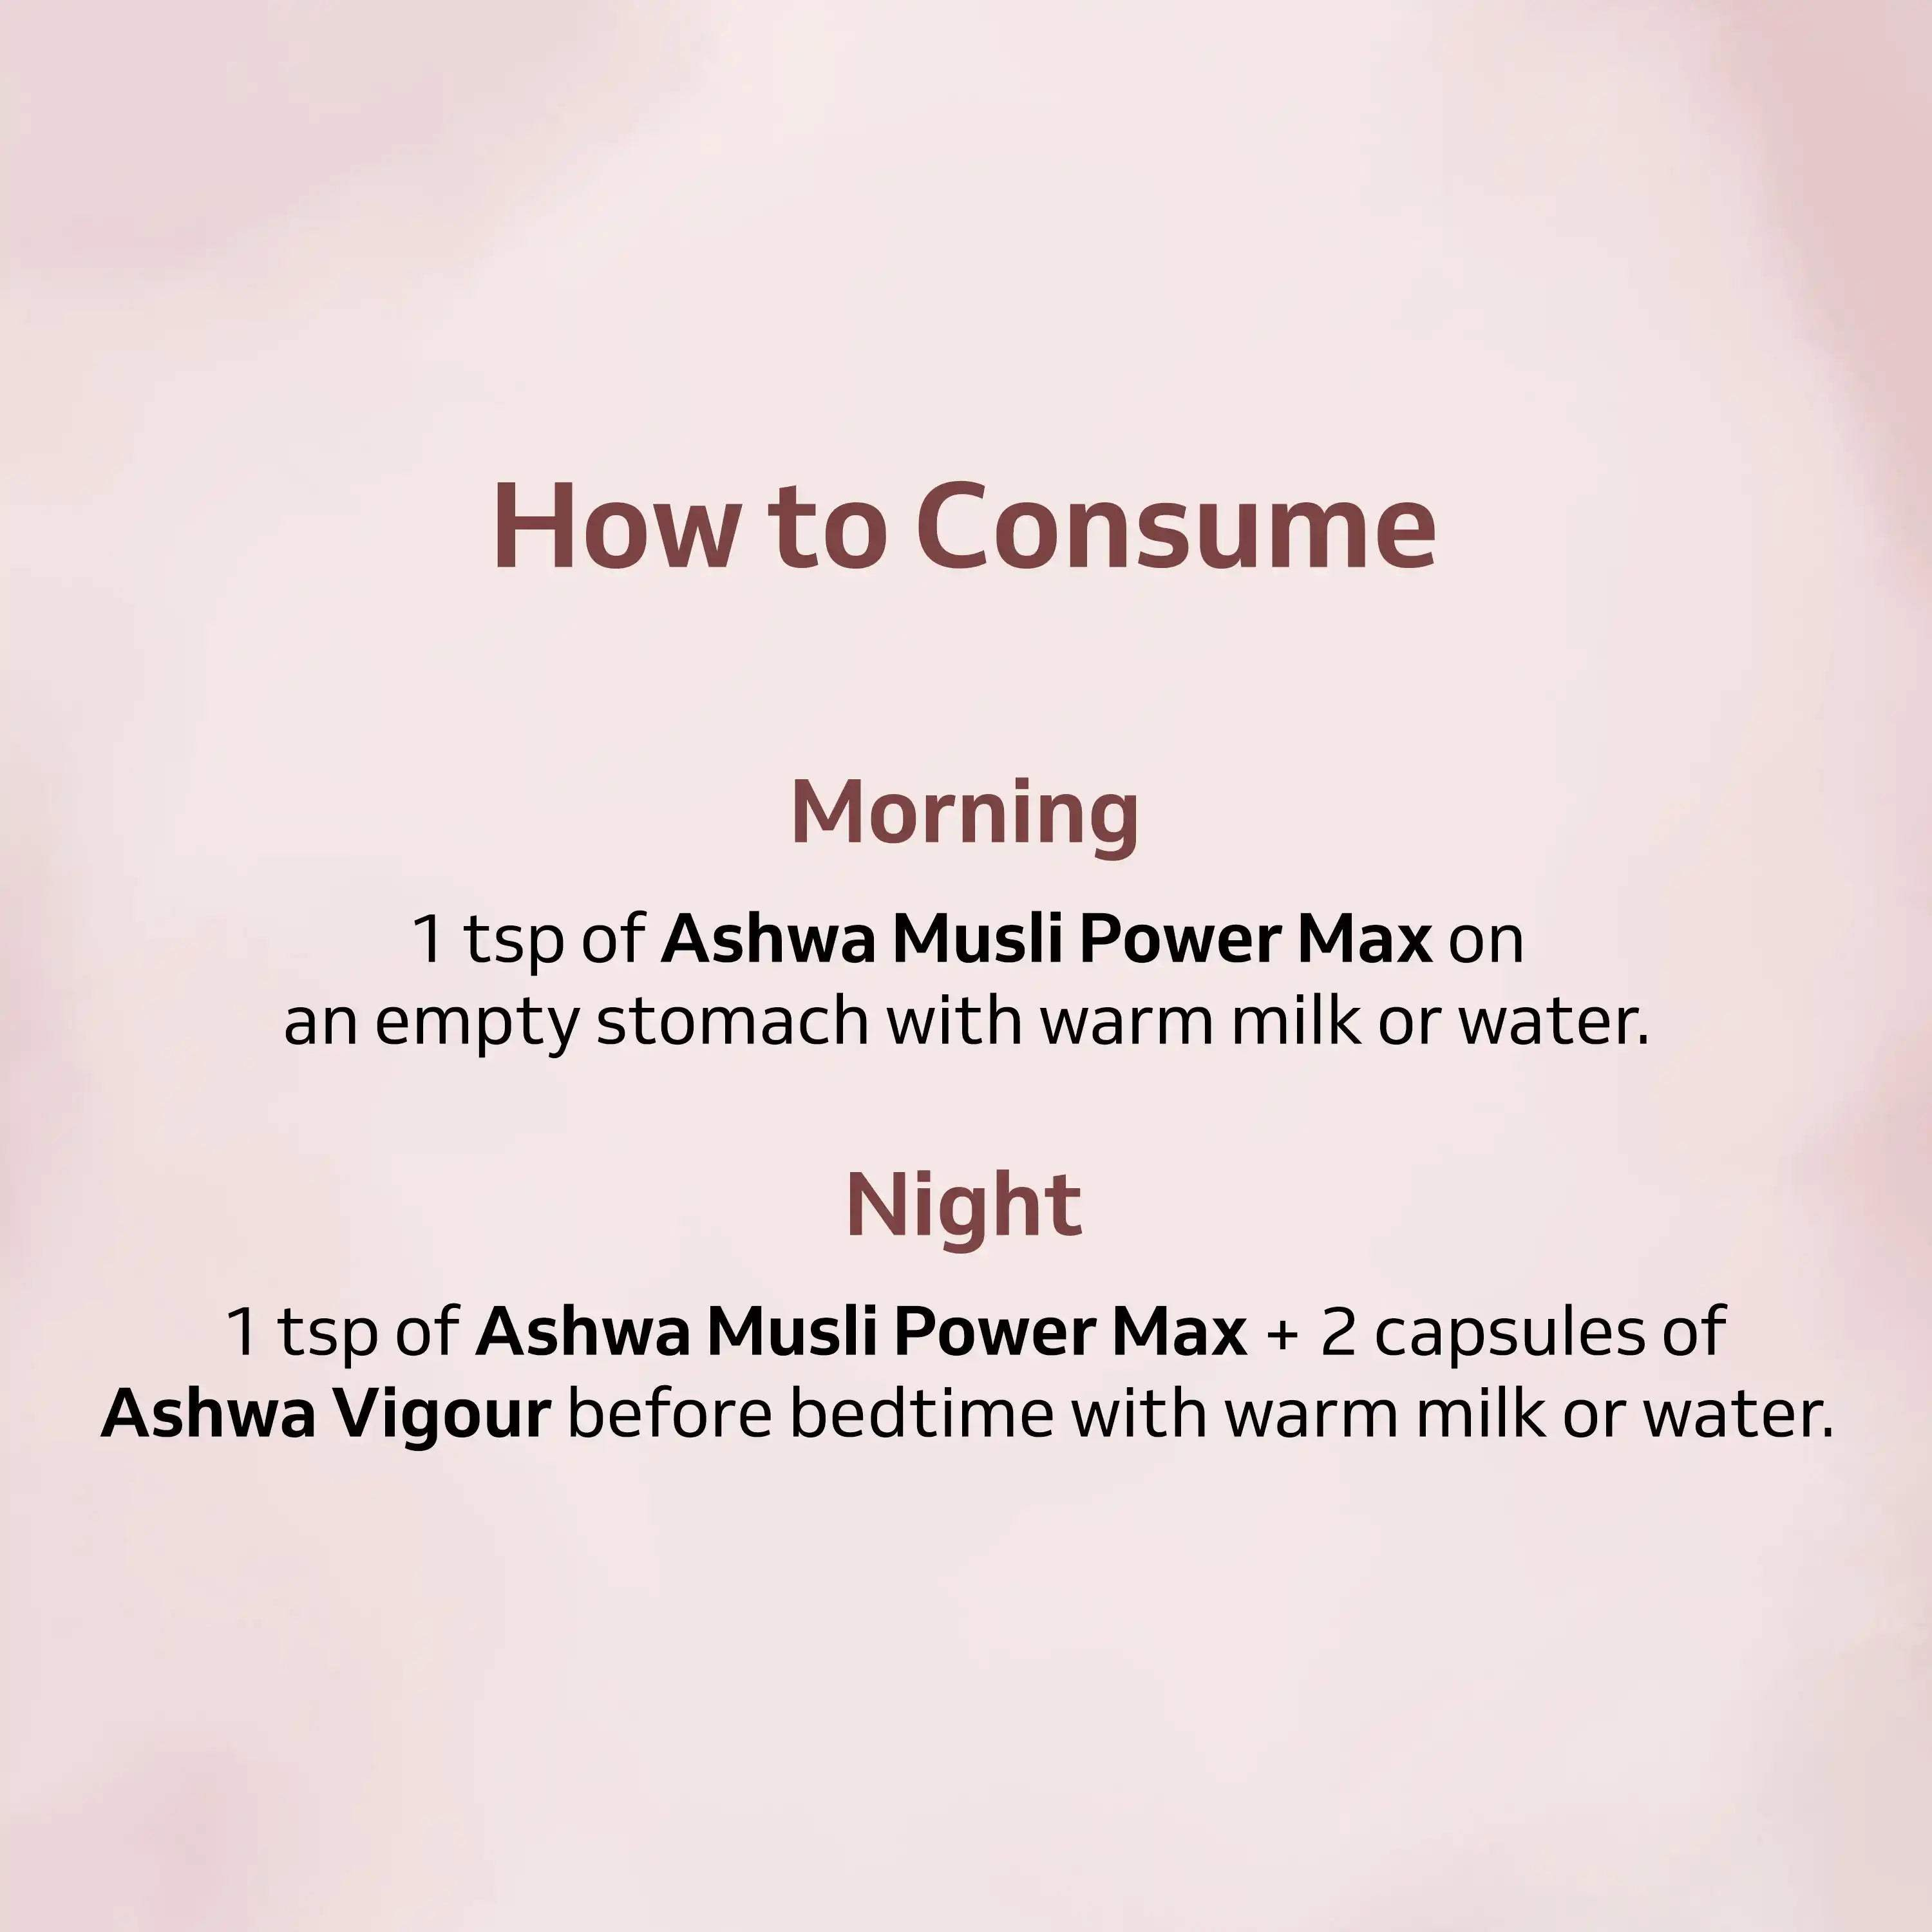 How to Consume
Morning
1 tsp of Ashwa Musli Power Max on
an empty stomach with warm milk or water.
Night
1 tsp of Ashwa Musli Power Max + 2 capsules of
Ashwa Vigour before bedtime with warm milk or water.